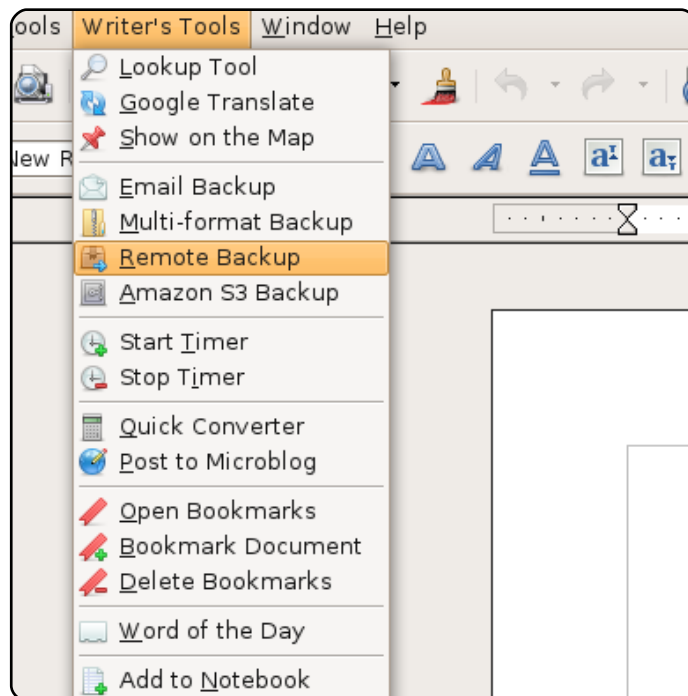 ools Writer's Tools Window Help
Lookup Tool
Google Translate
Show on the Map
New R
Email Backup
Multi-format Backup
Remote Backup
Amazon S3 Backup
Start Timer
Stop Timer
Quick Converter
Post to Microblog
Open Bookmarks
Bookmark Document
Delete Bookmarks
Word of the Day
Add to Notebook